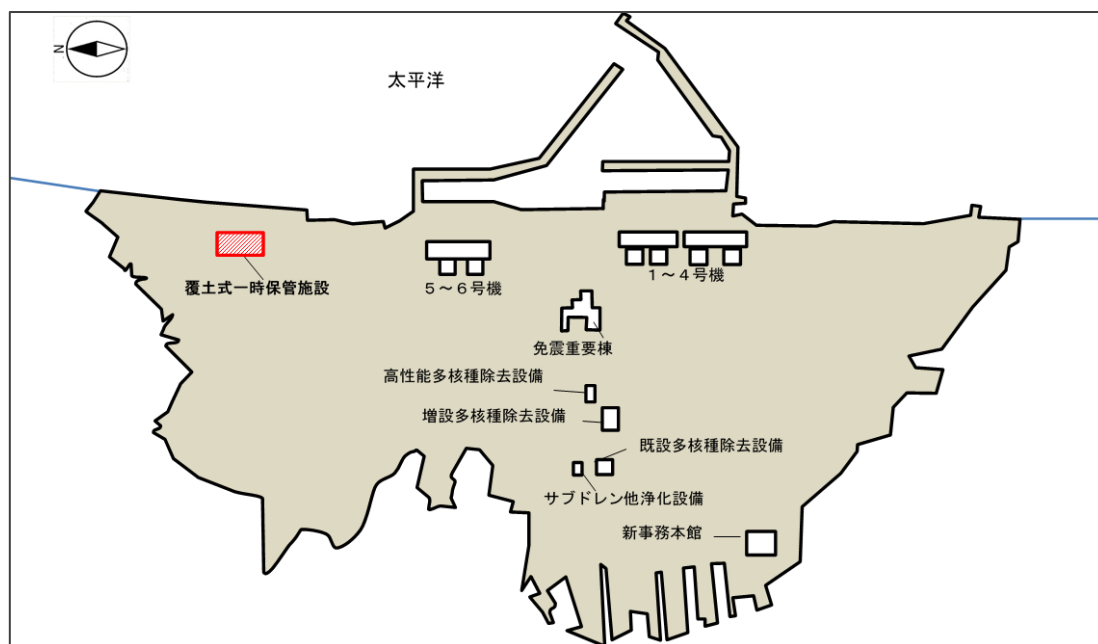 N
太平洋
覆土式一時保管施設
５～６号機
１～４号機
免震重要棟
高性能多核種除去設備
増設多核種除去設備
既設多核種除去設備
サブドレン他浄化設備
新事務本館